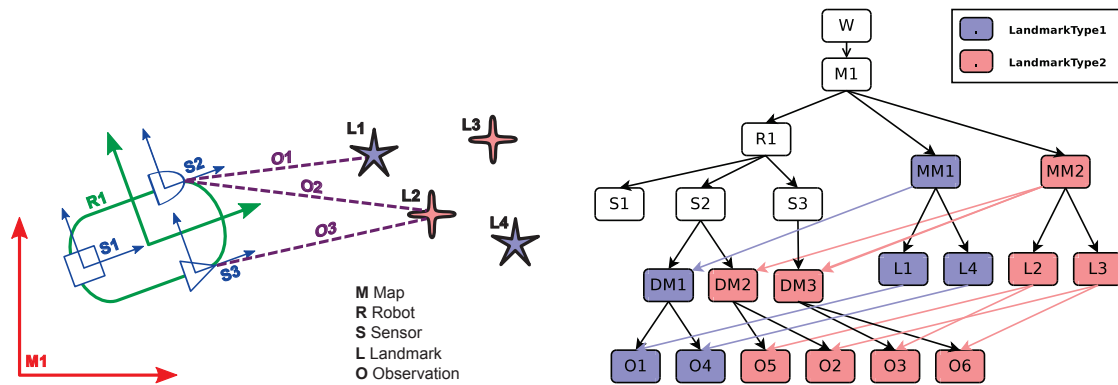 L1
L3
O1
S2
O2
R1
L2
L4
O3
S1
S3
M1
M Map
R Robot
S Sensor
L Landmark
O Observation
W
. LandmarkType1
. LandmarkType2
M1
R1
MM1 MM2
S1 S2 S3
L1 L4 L2 L3
DM1 DM2 DM3
O1 O4 O5 O2 O3 O6